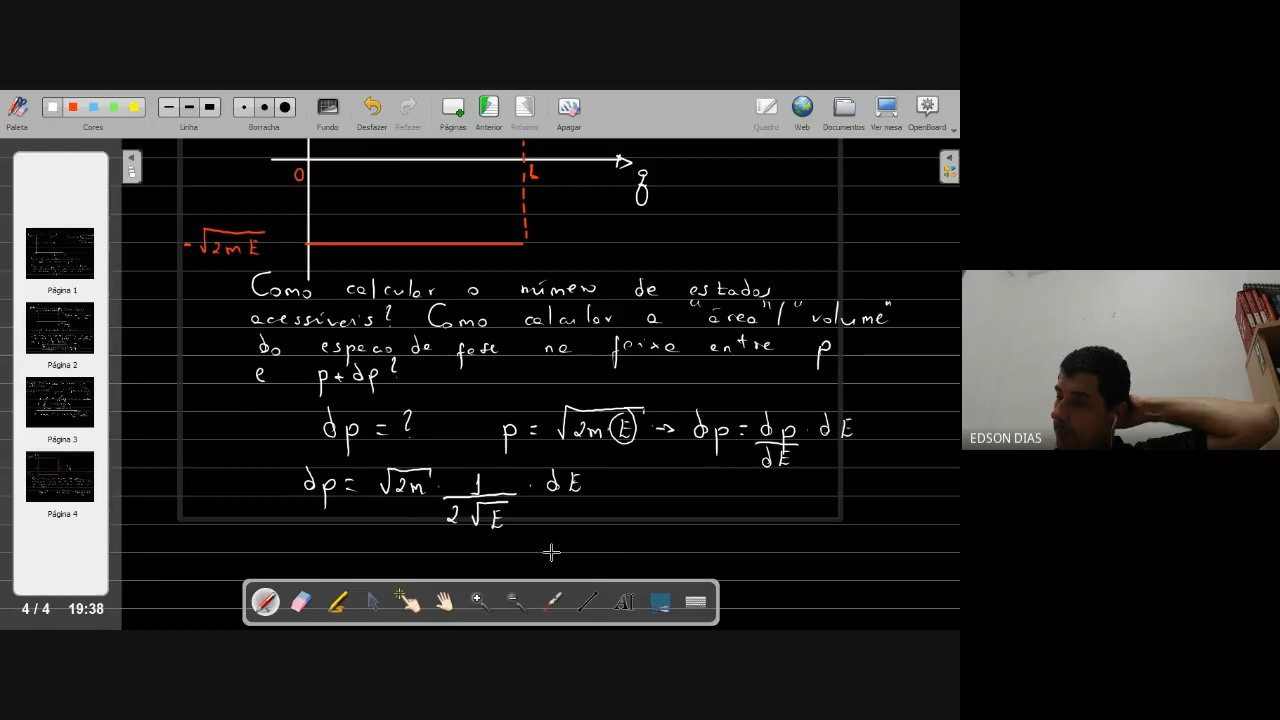 Paleta Cores Linha Borracha Fundo Desfazer Refazer Páginas Anterior Próxima Apagar Quadro Web Documentos Ver mesa OpenBoard
0 L q
-√2mE
Como calcular o número de estados
acessíveis? Como calcular a "área"/"volume"
do espaço de fase na faixa entre p
e p+dp?
dp = ? p = √2m E → dp = dp/dE · dE
dp = √2m · 1/2√E · dE
Página 1
Página 2
Página 3
Página 4
4 / 4 19:38
EDSON DIAS